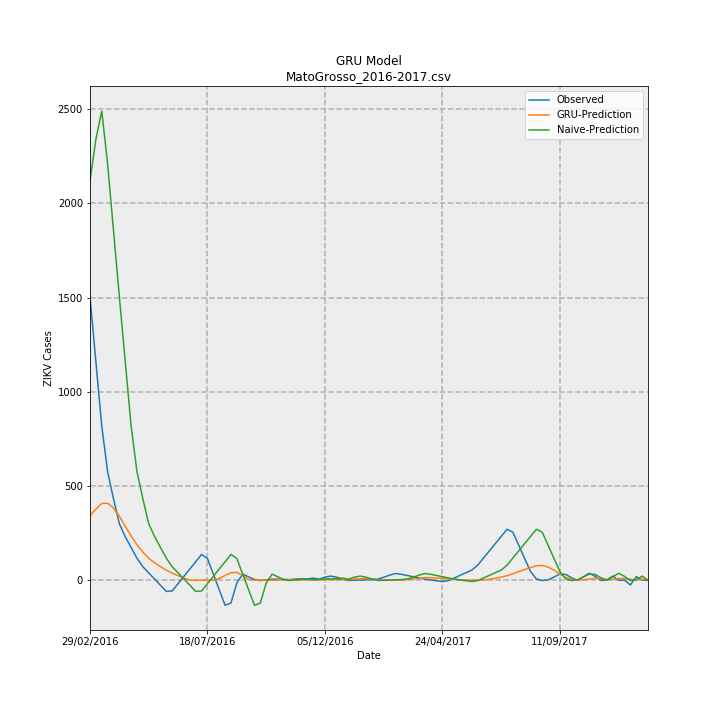 GRU Model
MatoGrosso_2016-2017.csv
Observed
GRU-Prediction
Naive-Prediction
2500
2000
1500
1000
500
0
ZIKV Cases
29/02/2016
18/07/2016
05/12/2016
24/04/2017
11/09/2017
Date